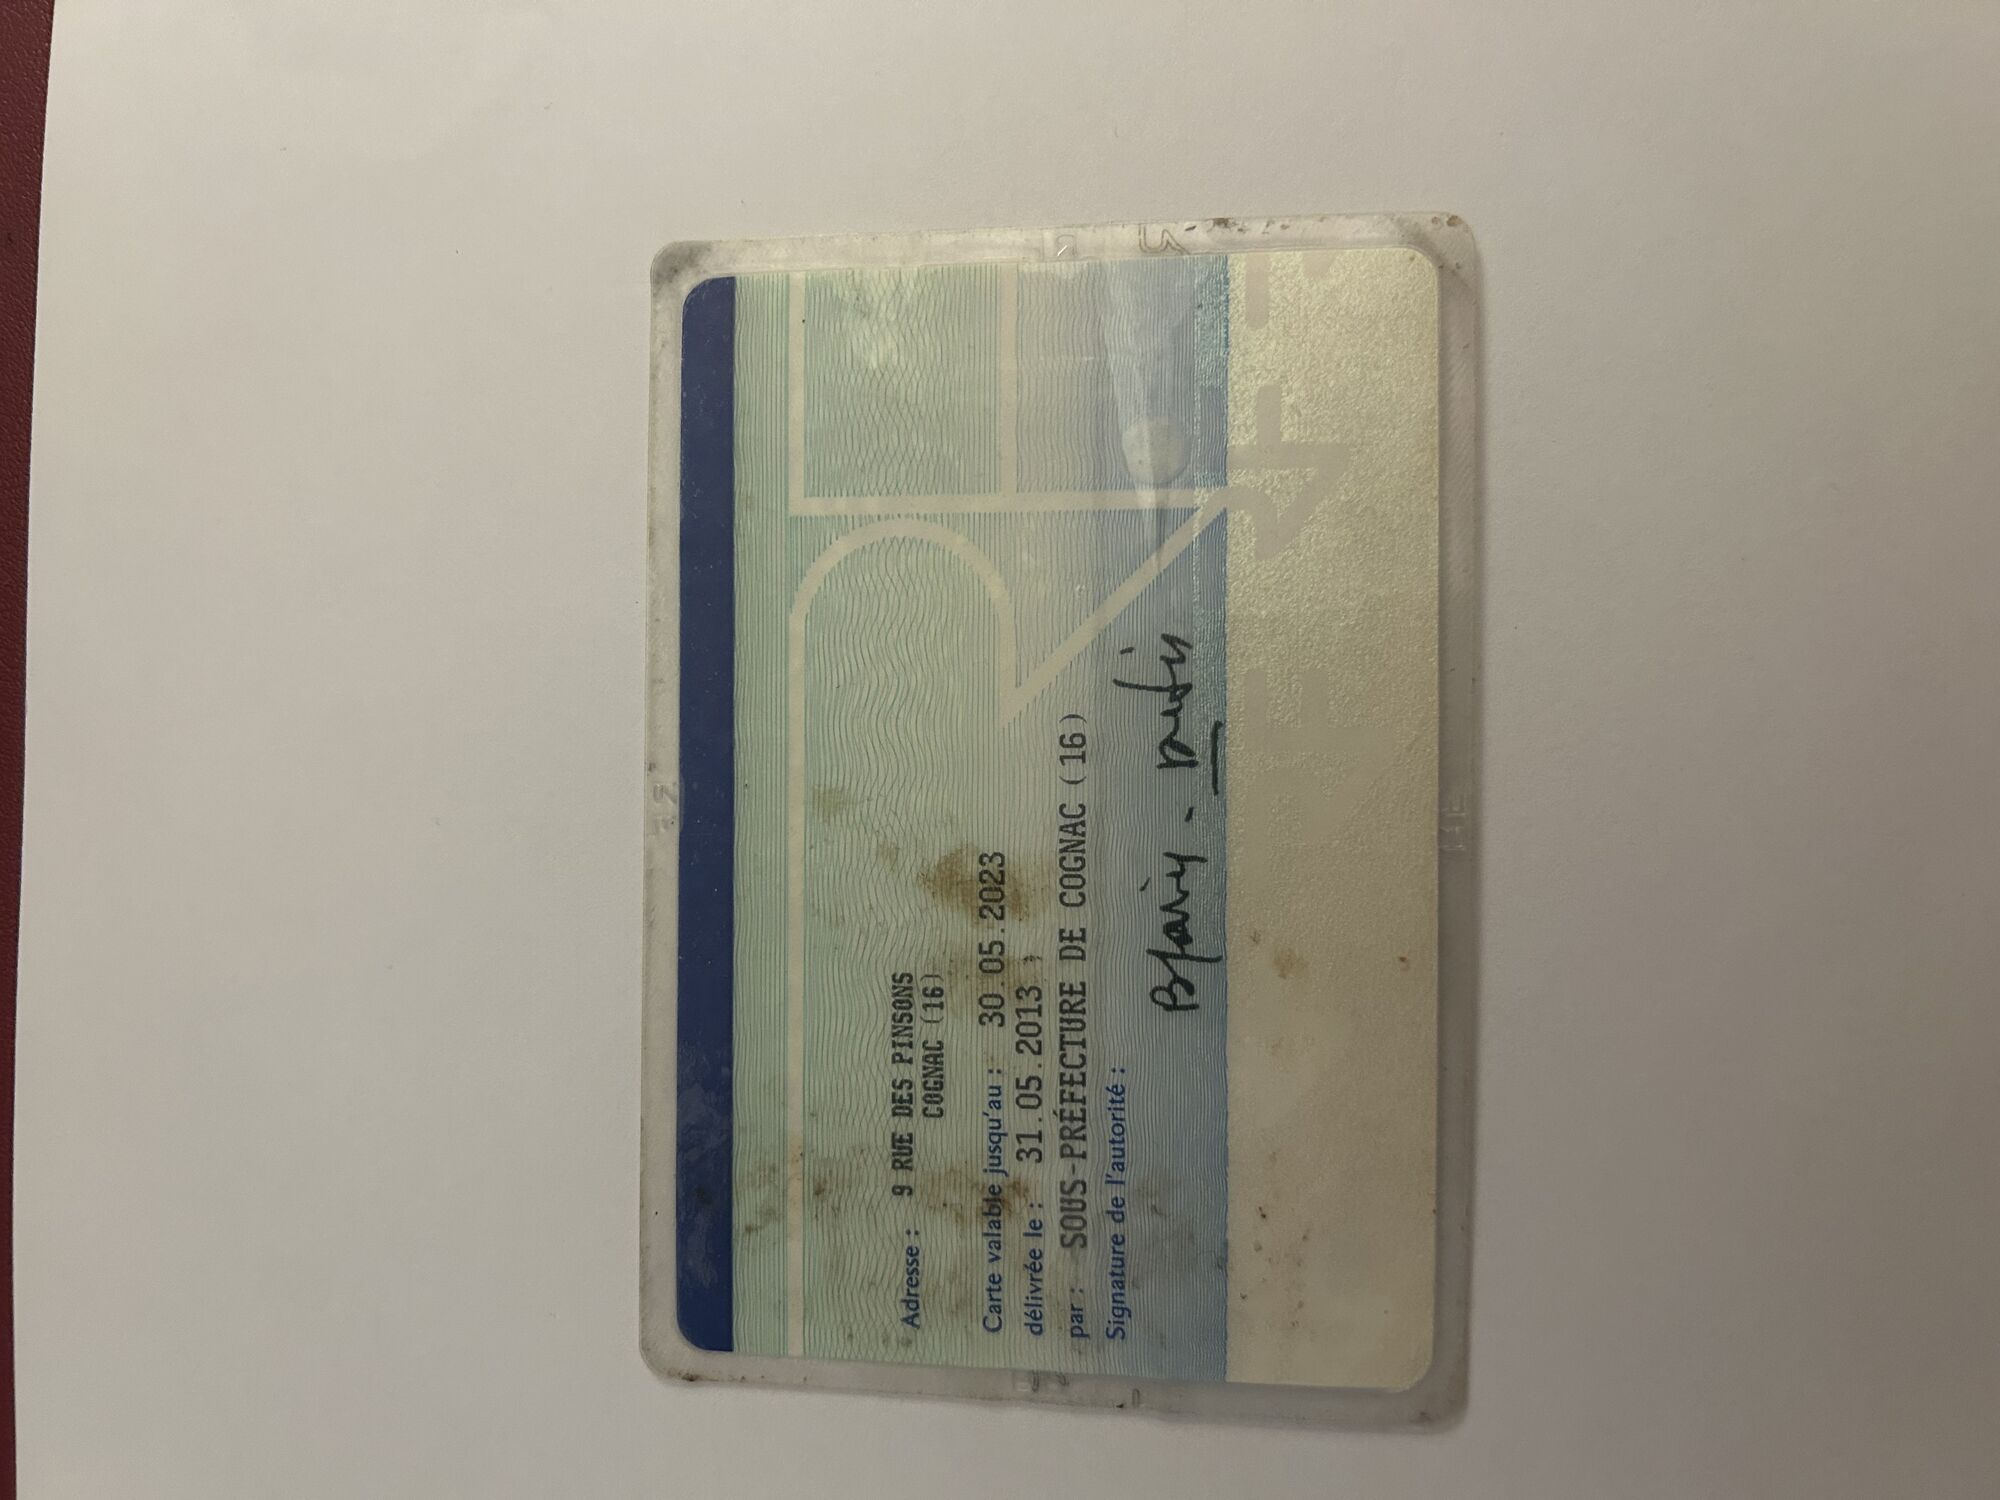 Adresse : 9 RUE DES PINSONS
COGNAC (16)
Carte valable jusqu'au : 30.05.2023
délivrée le : 31.05.2013
par : SOUS-PRÉFECTURE DE COGNAC (16)
Signature de l'autorité :
RF